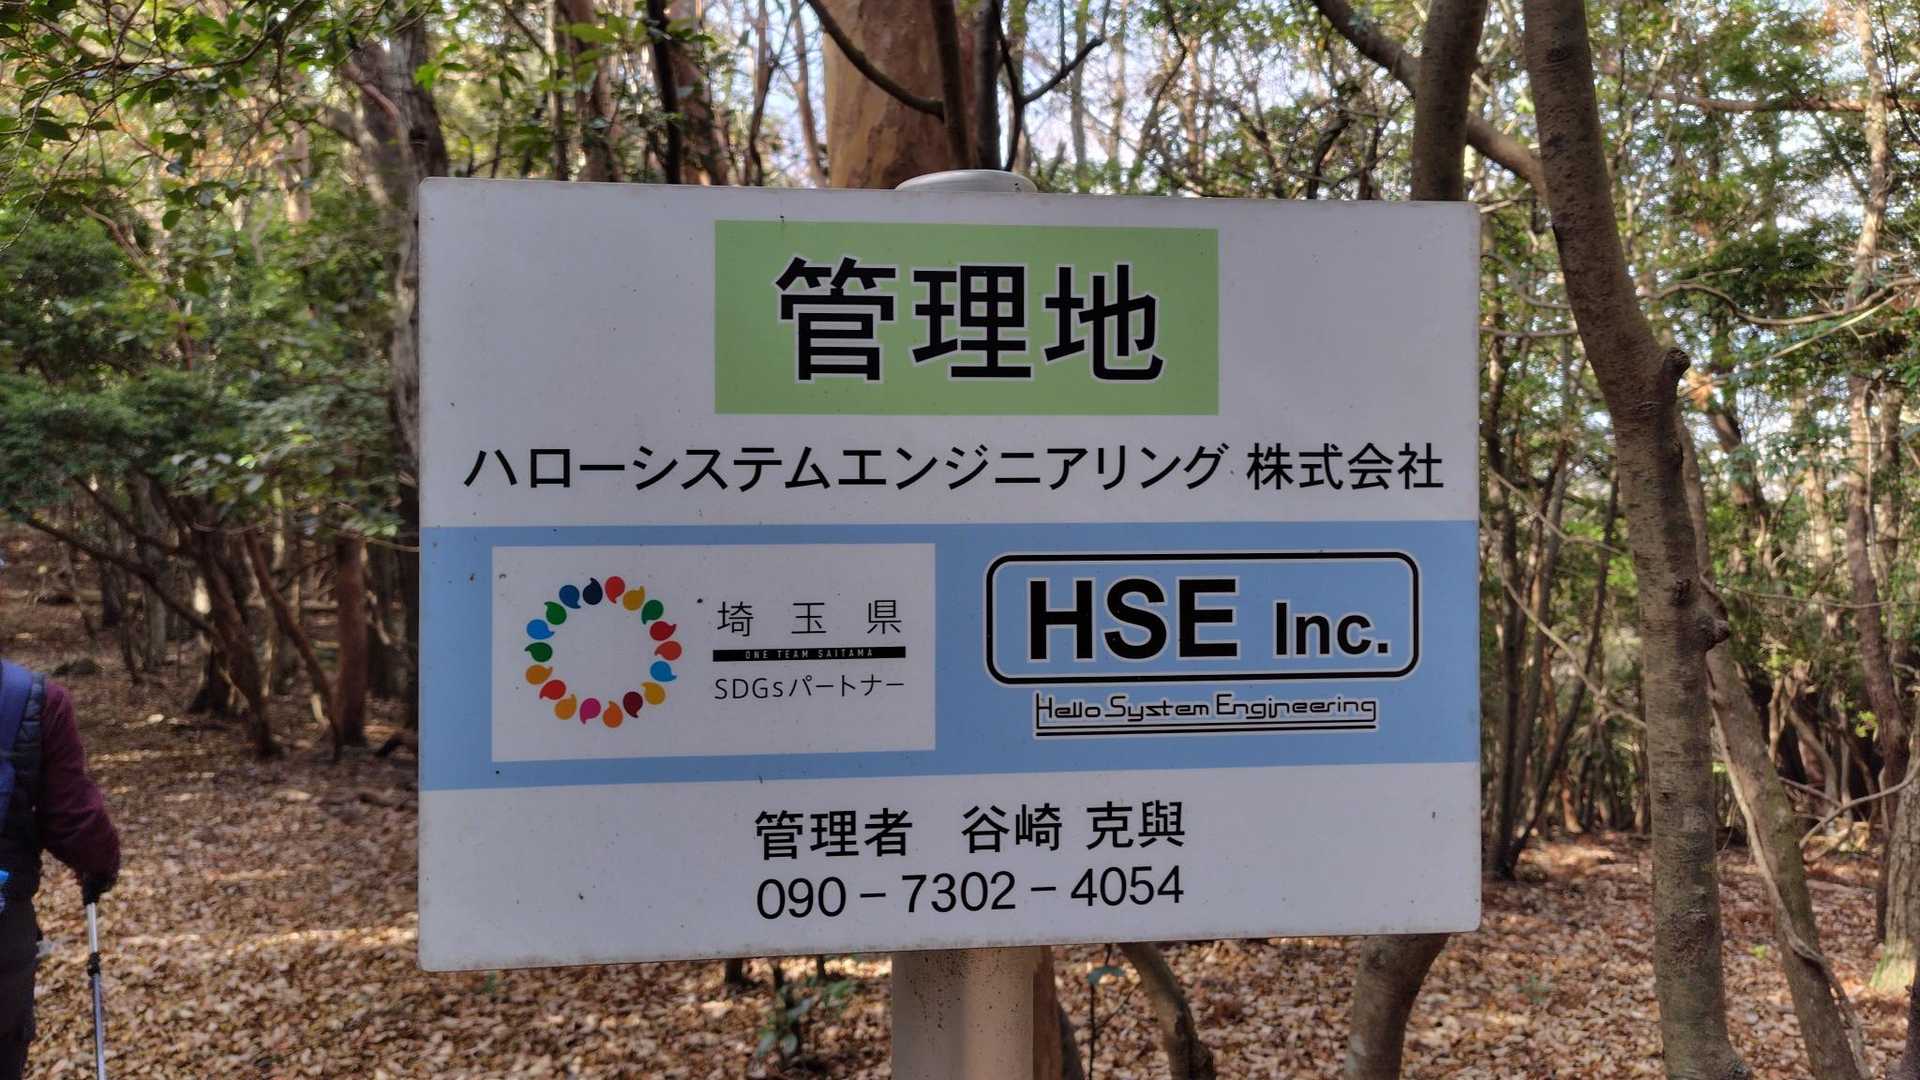 管理地
ハローシステムエンジニアリング 株式会社
埼玉県
ONE TEAM SAITAMA
SDGsパートナー
HSE Inc.
Hello System Engineering
管理者 谷崎 克與
090-7302-4054